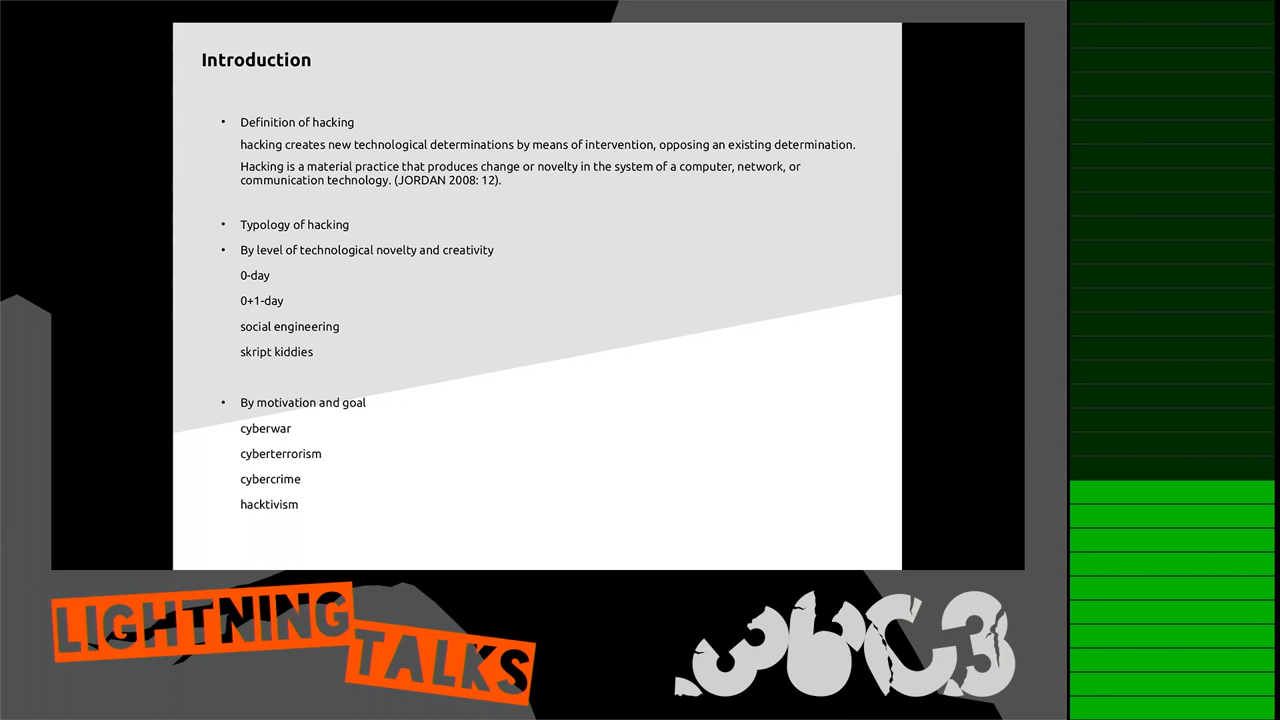 Introduction
• Definition of hacking
hacking creates new technological determinations by means of intervention, opposing an existing determination.
Hacking is a material practice that produces change or novelty in the system of a computer, network, or
communication technology. (JORDAN 2008: 12).
• Typology of hacking
• By level of technological novelty and creativity
0-day
0+1-day
social engineering
skript kiddies
• By motivation and goal
cyberwar
cyberterrorism
cybercrime
hacktivism
LIGHTNING
TALKS
36C3